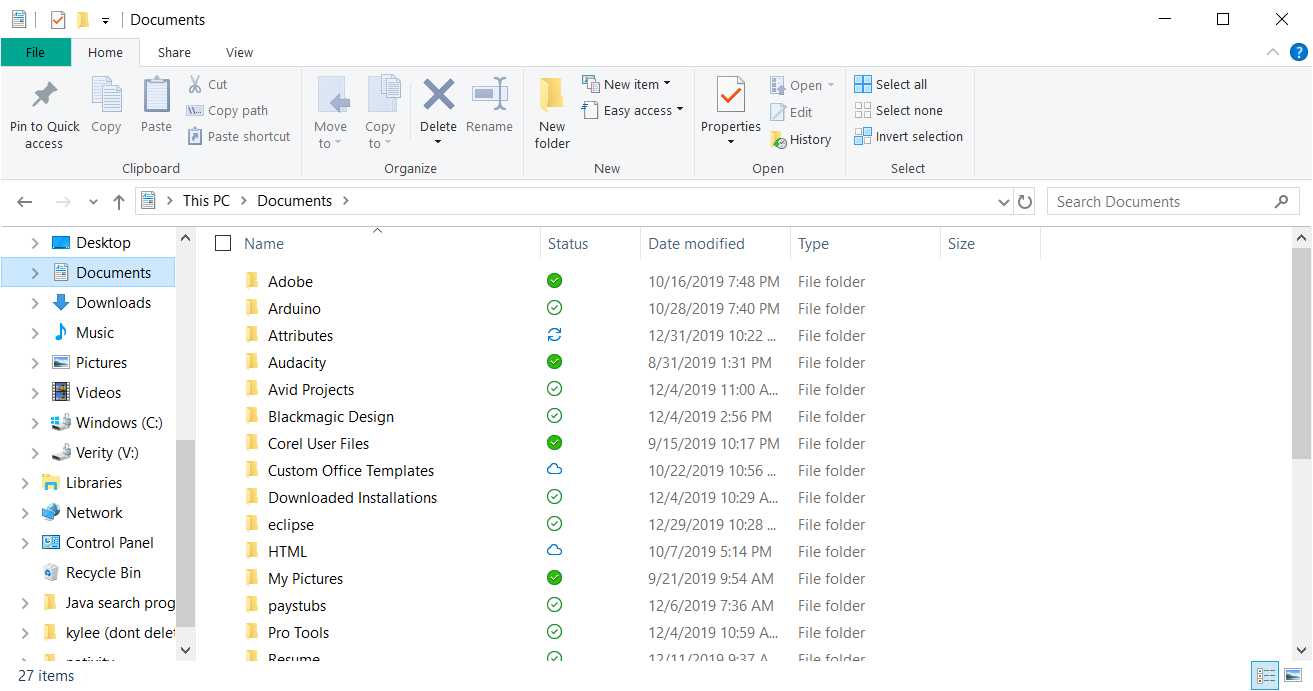 Documents
File Home Share View
Pin to Quick access
Copy
Paste
Cut
Copy path
Paste shortcut
Clipboard
Move to
Copy to
Delete
Rename
Organize
New folder
New item
Easy access
New
Properties
Open
Edit
History
Open
Select all
Select none
Invert selection
Select
This PC > Documents >
Search Documents
Desktop
Documents
Downloads
Music
Pictures
Videos
Windows (C:)
Verity (V:)
Libraries
Network
Control Panel
Recycle Bin
Java search prog
kylee (dont delet
Name Status Date modified Type Size
Adobe 10/16/2019 7:48 PM File folder
Arduino 10/28/2019 7:40 PM File folder
Attributes 12/31/2019 10:22 ... File folder
Audacity 8/31/2019 1:31 PM File folder
Avid Projects 12/4/2019 11:00 A... File folder
Blackmagic Design 12/4/2019 2:56 PM File folder
Corel User Files 9/15/2019 10:17 PM File folder
Custom Office Templates 10/22/2019 10:56 ... File folder
Downloaded Installations 12/4/2019 10:29 A... File folder
eclipse 12/29/2019 10:28 ... File folder
HTML 10/7/2019 5:14 PM File folder
My Pictures 9/21/2019 9:54 AM File folder
paystubs 12/6/2019 7:36 AM File folder
Pro Tools 12/4/2019 10:59 A... File folder
Resume 12/11/2019 9:37 A... File folder
27 items